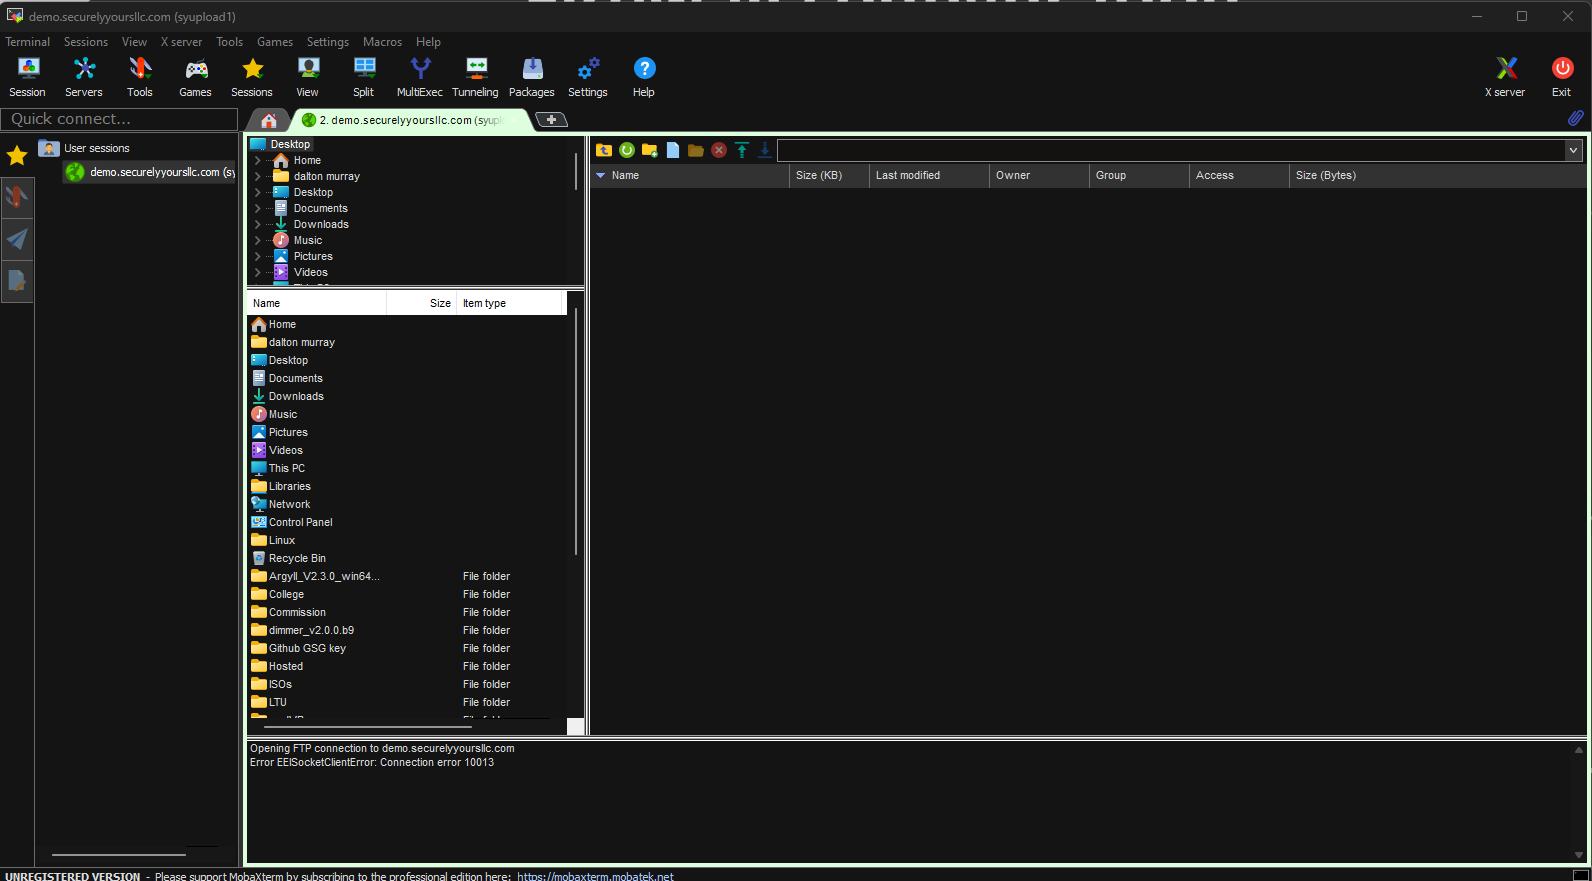 demo.securelyyoursllc.com (syupload1)
Terminal Sessions View X server Tools Games Settings Macros Help
Session Servers Tools Games Sessions View Split MultiExec Tunneling Packages Settings Help X server Exit
Quick connect...
2. demo.securelyyoursllc.com (syupl
User sessions
demo.securelyyoursllc.com (sy
Desktop
Home
dalton murray
Desktop
Documents
Downloads
Music
Pictures
Videos
Name Size (KB) Last modified Owner Group Access Size (Bytes)
Name Size Item type
Home
dalton murray
Desktop
Documents
Downloads
Music
Pictures
Videos
This PC
Libraries
Network
Control Panel
Linux
Recycle Bin
Argyll_V2.3.0_win64... File folder
College File folder
Commission File folder
dimmer_v2.0.0.b9 File folder
Github GSG key File folder
Hosted File folder
ISOs File folder
LTU File folder
Opening FTP connection to demo.securelyyoursllc.com
Error EElSocketClientError: Connection error 10013
UNREGISTERED VERSION - Please support MobaXterm by subscribing to the professional edition here: https://mobaxterm.mobatek.net